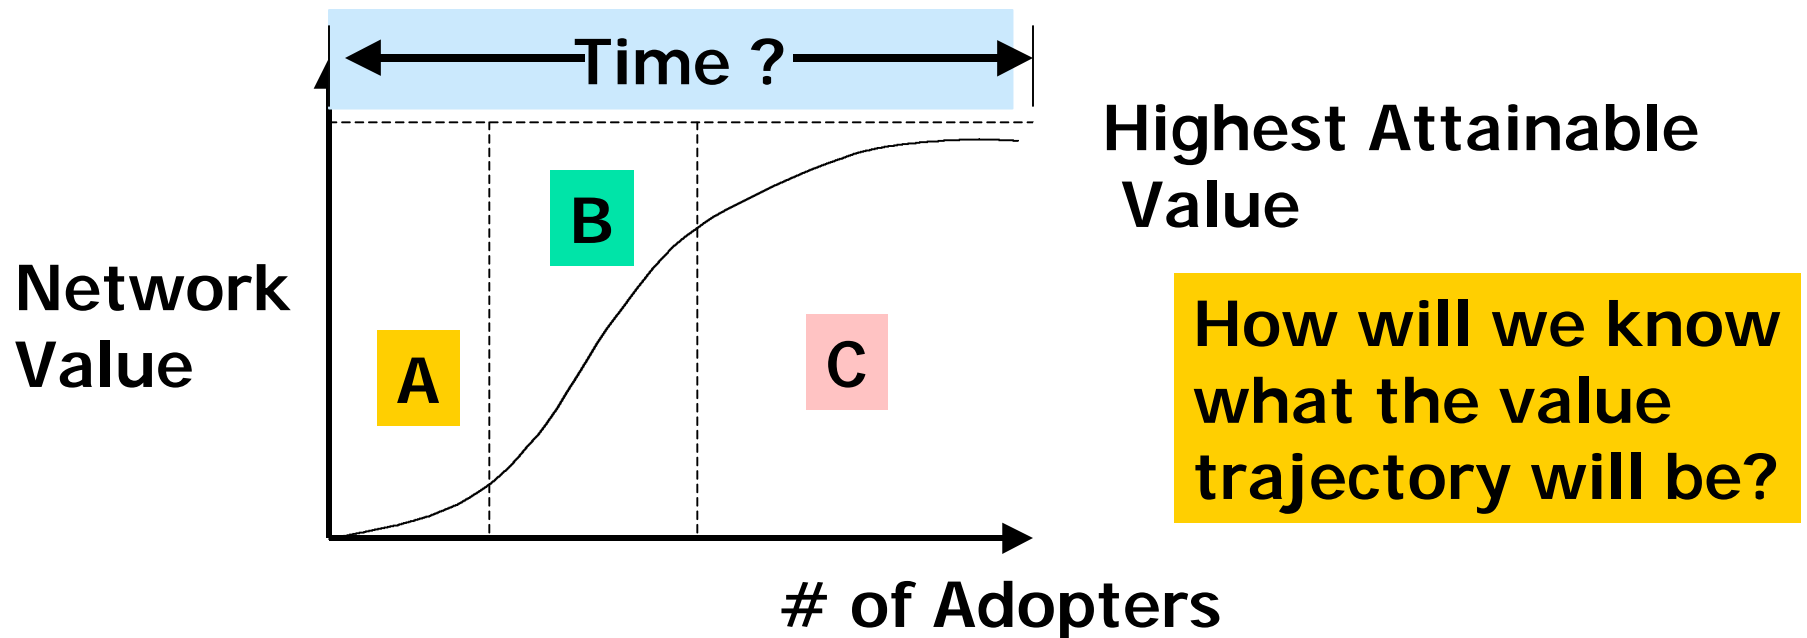 Time ?
Highest Attainable
Value
B
Network
Value
A
C
How will we know
what the value
trajectory will be?
# of Adopters